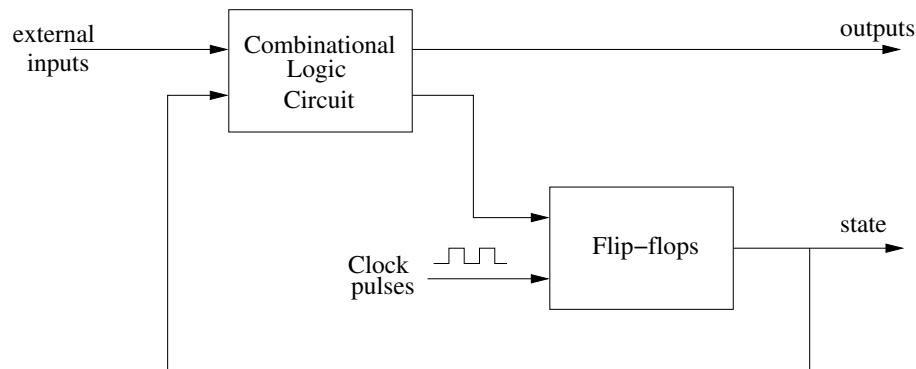 external
inputs
Combinational
Logic
Circuit
outputs
Clock
pulses
Flip−flops
state